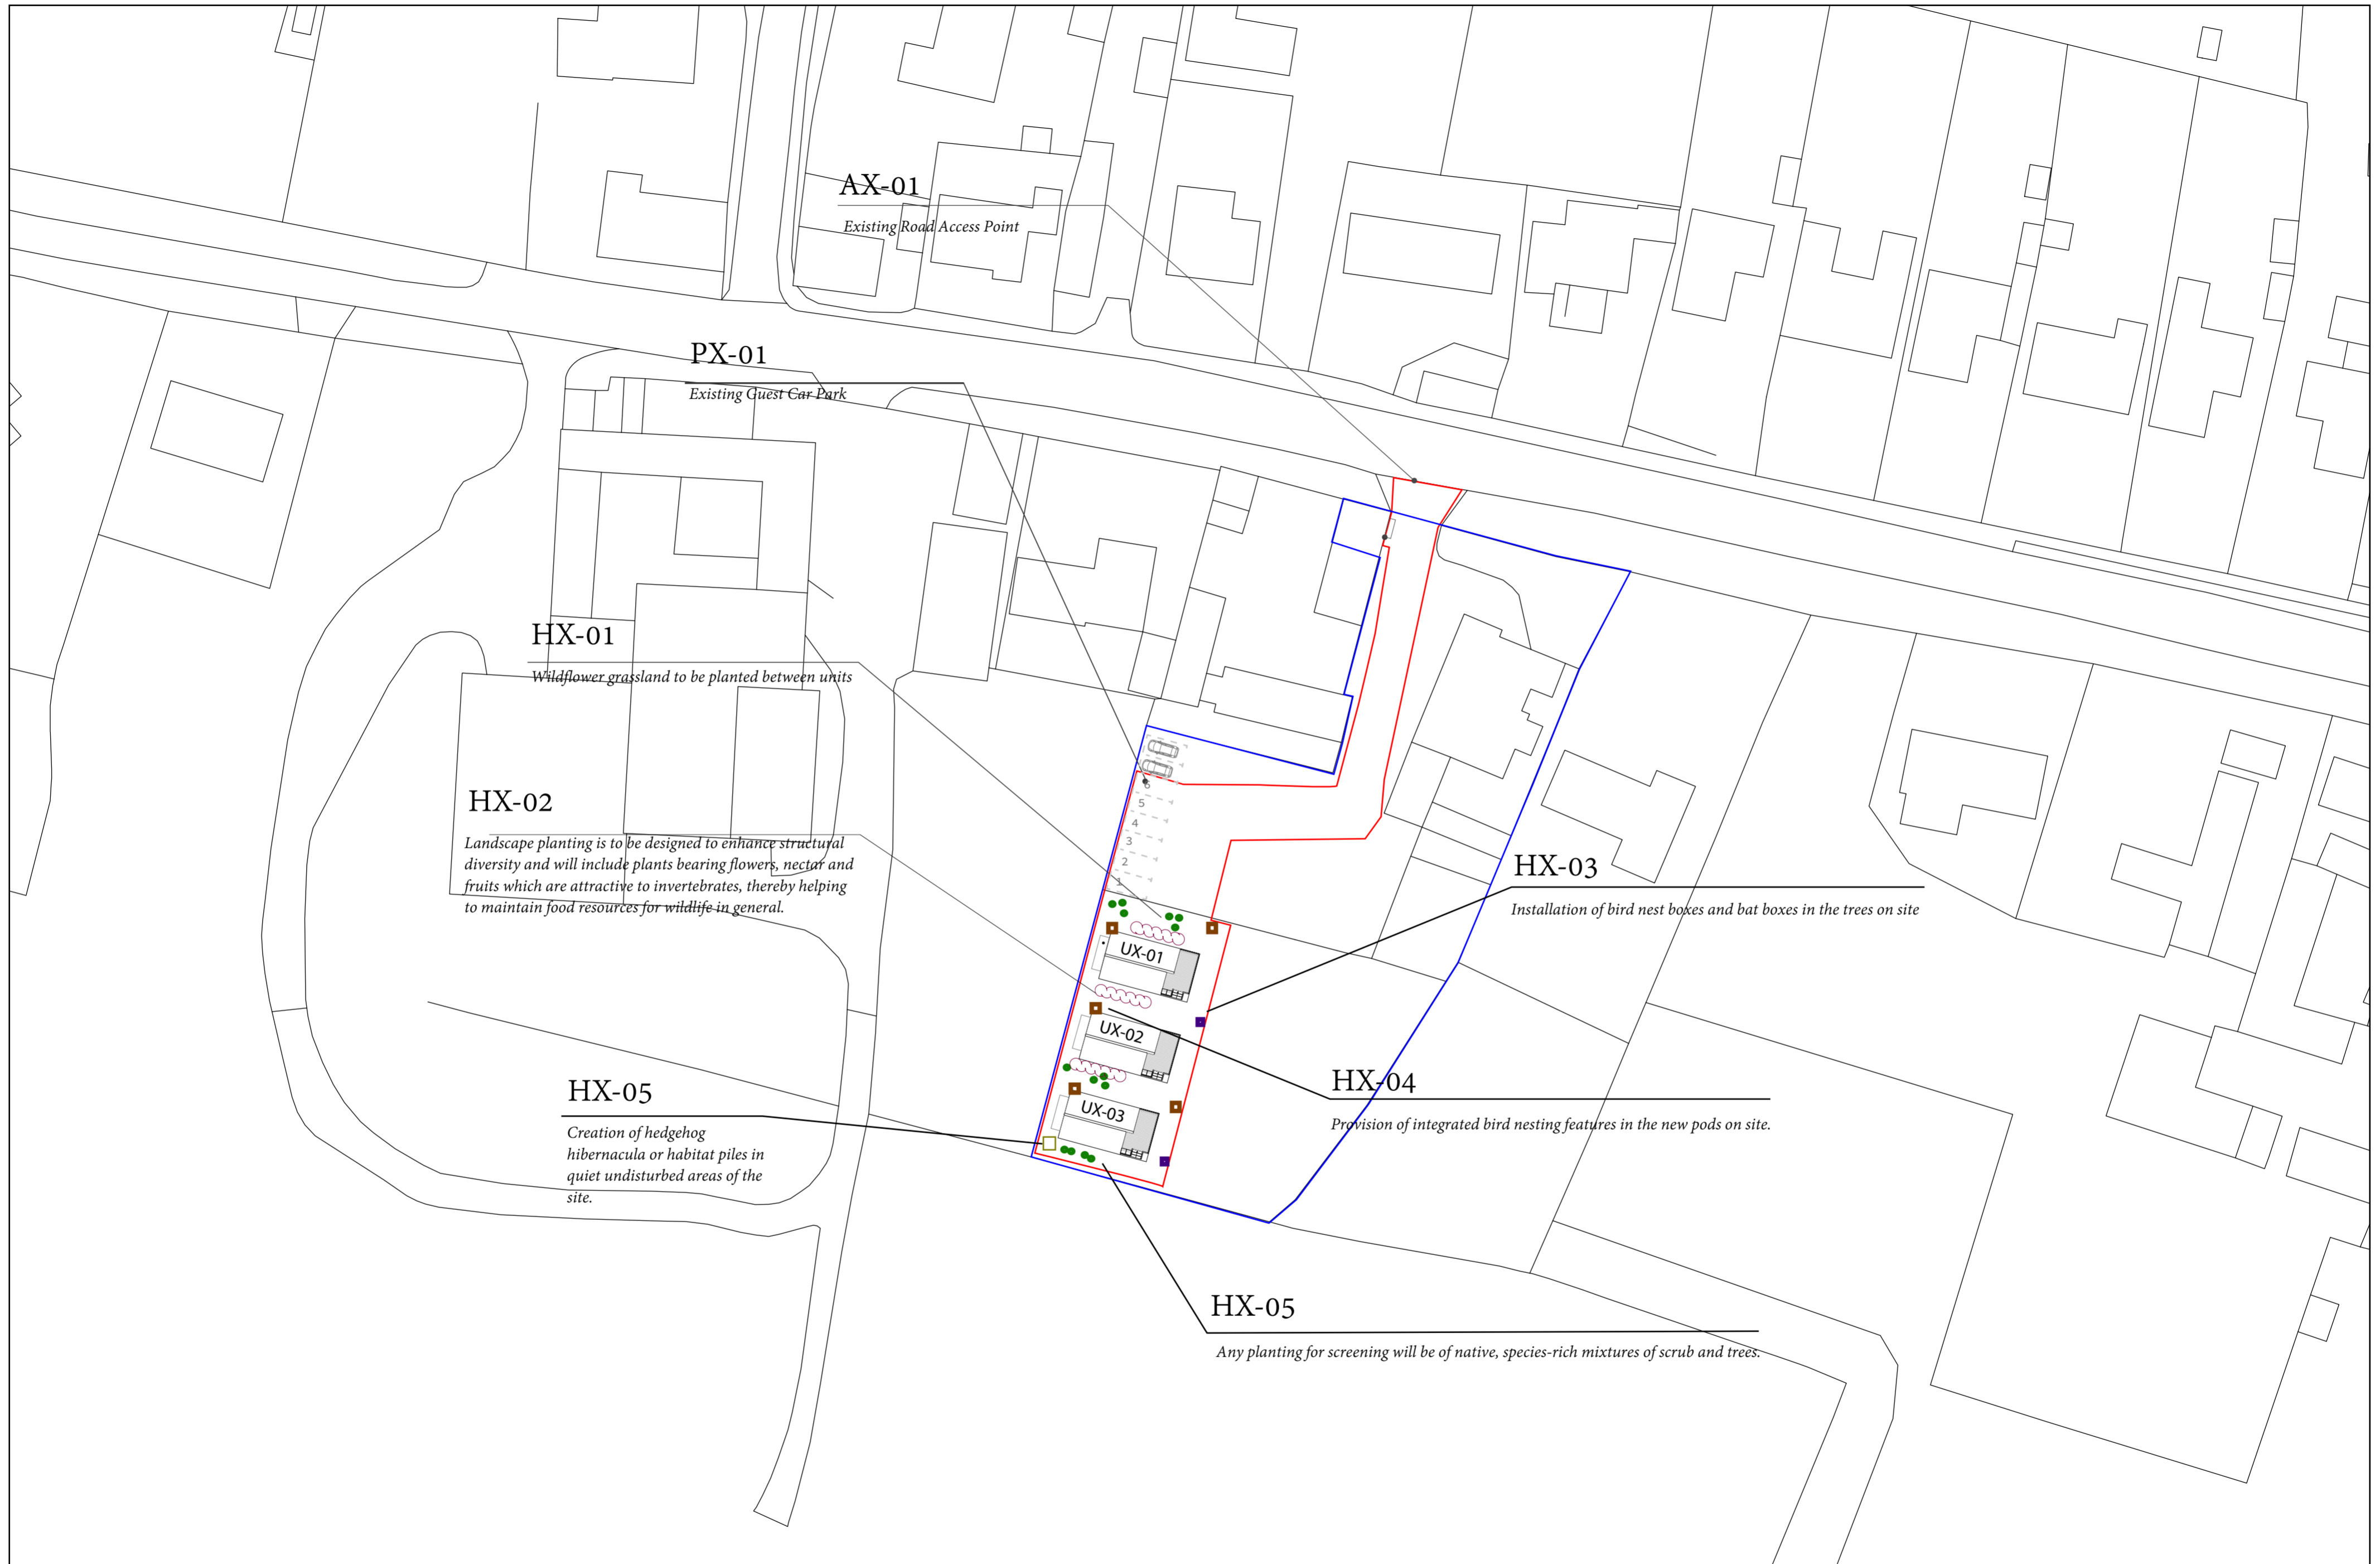 AX-01
Existing Road Access Point
PX-01
Existing Guest Car Park
HX-01
Wildflower grassland to be planted between units
HX-02
Landscape planting is to be designed to enhance structural
diversity and will include plants bearing flowers, nectar and
fruits which are attractive to invertebrates, thereby helping
to maintain food resources for wildlife in general.
6
5
4
3
2
1
HX-03
Installation of bird nest boxes and bat boxes in the trees on site
UX-01
UX-02
UX-03
HX-04
Provision of integrated bird nesting features in the new pods on site.
HX-05
Creation of hedgehog
hibernacula or habitat piles in
quiet undisturbed areas of the
site.
HX-05
Any planting for screening will be of native, species-rich mixtures of scrub and trees.